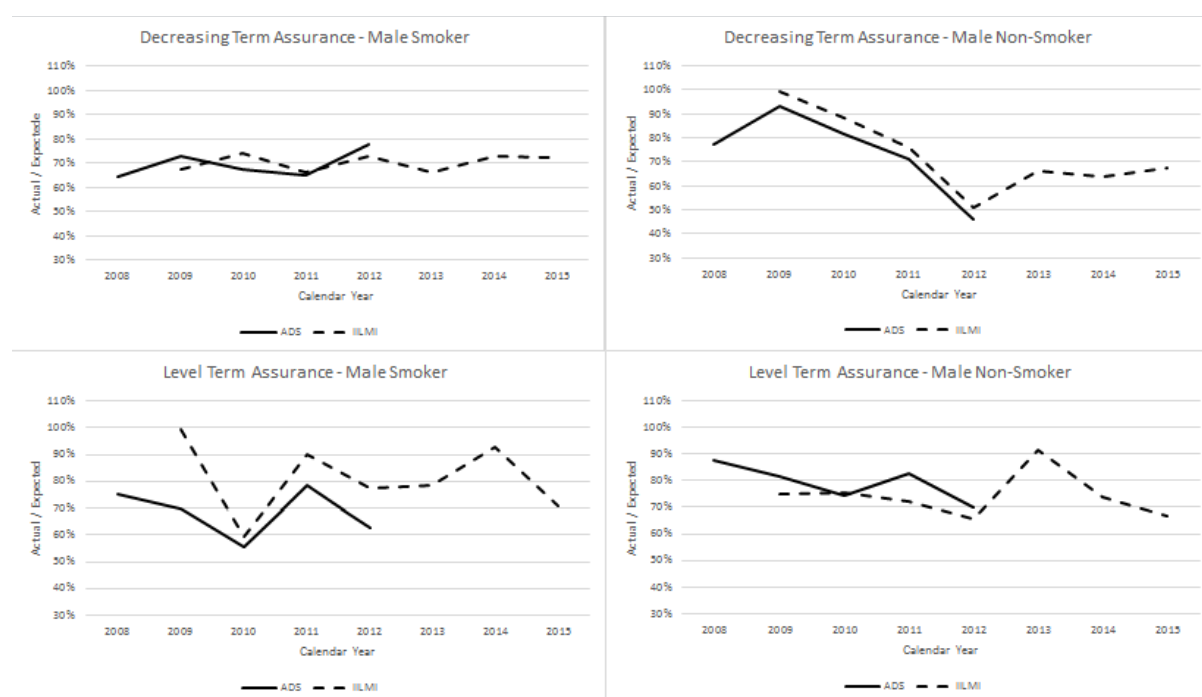 Decreasing Term Assurance - Male Smoker
110%
100%
90%
80%
70%
60%
50%
40%
30%
Actual / Expectede
2008 2009 2010 2011 2012 2013 2014 2015
Calendar Year
ADS IILMI
Decreasing Term Assurance - Male Non-Smoker
110%
100%
90%
80%
70%
60%
50%
40%
30%
Actual / Expected
2008 2009 2010 2011 2012 2013 2014 2015
Calendar Year
ADS IILMI
Level Term Assurance - Male Smoker
110%
100%
90%
80%
70%
60%
50%
40%
30%
Actual / Expected
2008 2009 2010 2011 2012 2013 2014 2015
Calendar Year
ADS IILMI
Level Term Assurance - Male Non-Smoker
110%
100%
90%
80%
70%
60%
50%
40%
30%
Actual / Expected
2008 2009 2010 2011 2012 2013 2014 2015
Calendar Year
ADS IILMI